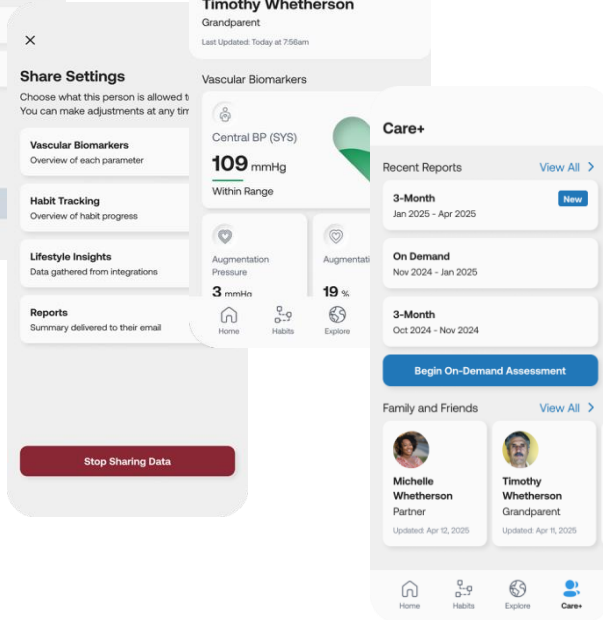 Share Settings
Choose what this person is allowed t
You can make adjustments at any tim
Vascular Biomarkers
Overview of each parameter
Habit Tracking
Overview of habit progress
Lifestyle Insights
Data gathered from integrations
Reports
Summary delivered to their email
Stop Sharing Data
Timothy Whetherson
Grandparent
Last Updated: Today at 7:56am
Vascular Biomarkers
Central BP (SYS)
109 mmHg
Within Range
Augmentation
Pressure
3 mmHg
Augmentati
19 %
Home
Habits
Explore
Care+
Recent Reports
View All
3-Month
New
Jan 2025 - Apr 2025
On Demand
Nov 2024 - Jan 2025
3-Month
Oct 2024 - Nov 2024
Begin On-Demand Assessment
Family and Friends
View All
Michelle
Whetherson
Partner
Updated: Apr 12, 2025
Timothy
Whetherson
Grandparent
Updated: Apr 11, 2025
Home
Habits
Explore
Care+